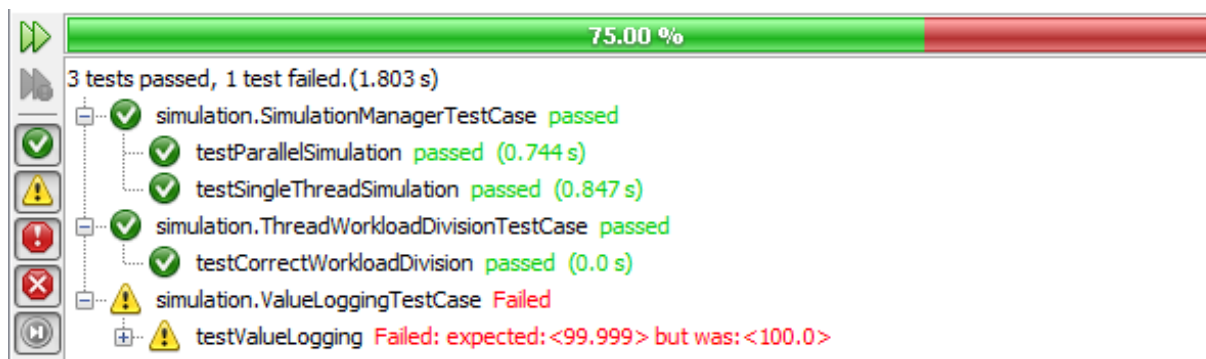 75.00 %
3 tests passed, 1 test failed.(1.803 s)
simulation.SimulationManagerTestCase passed
testParallelSimulation passed (0.744 s)
testSingleThreadSimulation passed (0.847 s)
simulation.ThreadWorkloadDivisionTestCase passed
testCorrectWorkloadDivision passed (0.0 s)
simulation.ValueLoggingTestCase Failed
testValueLogging Failed: expected:<99.999> but was:<100.0>